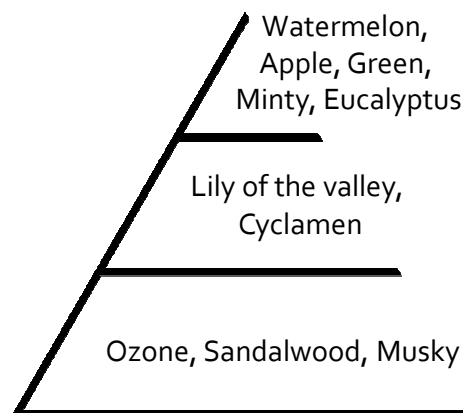 Watermelon,
Apple, Green,
Minty, Eucalyptus
Lily of the valley,
Cyclamen
Ozone, Sandalwood, Musky